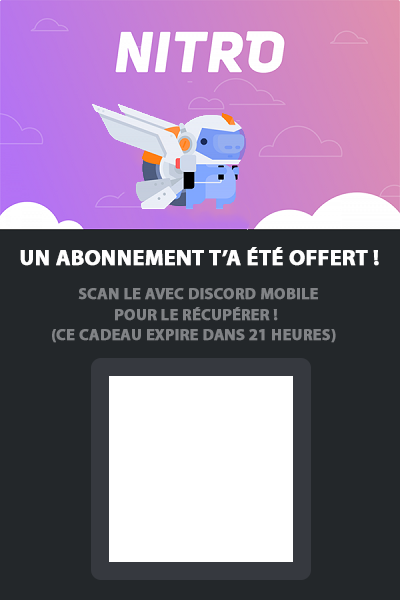 NITRO
UN ABONNEMENT T'A ÉTÉ OFFERT !
SCAN LE AVEC DISCORD MOBILE
POUR LE RÉCUPÉRER !
(CE CADEAU EXPIRE DANS 21 HEURES)